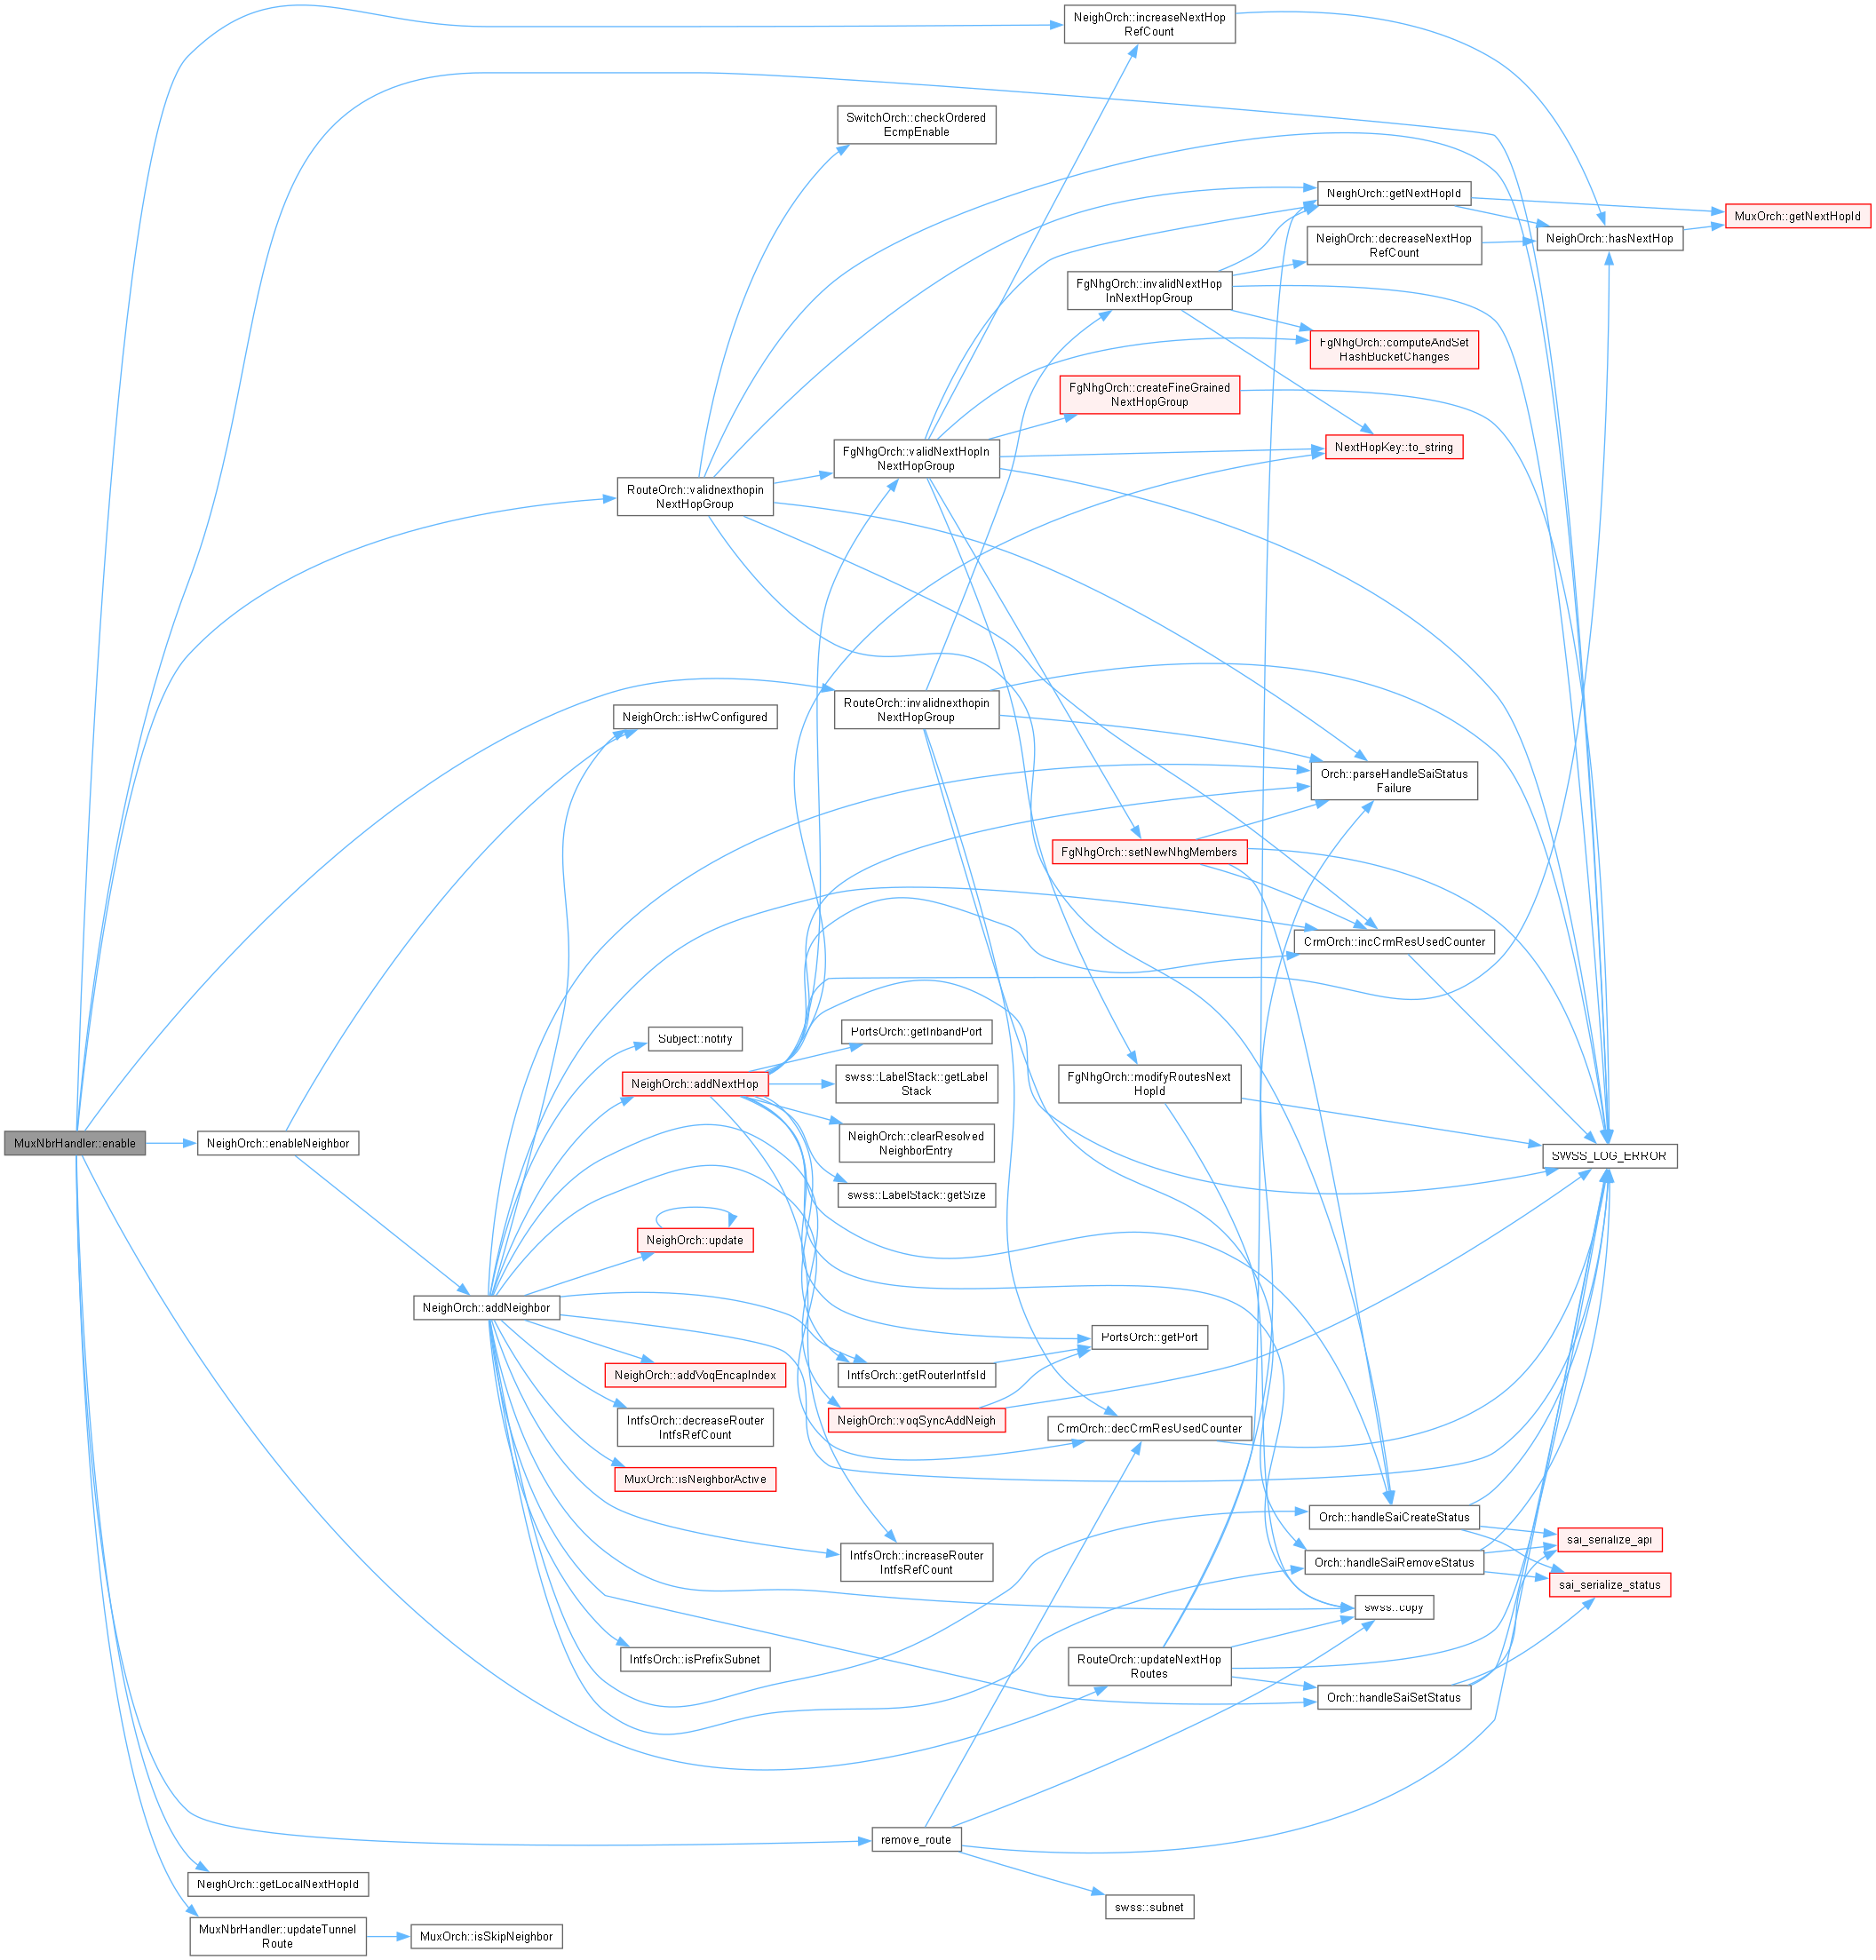 NeighOrch::increaseNextHop
RefCount
SwitchOrch::checkOrdered
EcmpEnable
NeighOrch::getNextHopId
MuxOrch::getNextHopId
NeighOrch::decreaseNextHop
RefCount
NeighOrch::hasNextHop
FgNhgOrch::invalidNextHop
InNextHopGroup
FgNhgOrch::computeAndSet
HashBucketChanges
FgNhgOrch::createFineGrained
NextHopGroup
NextHopKey::to_string
FgNhgOrch::validNextHopIn
NextHopGroup
RouteOrch::validnexthopin
NextHopGroup
RouteOrch::invalidnexthopin
NextHopGroup
NeighOrch::isHwConfigured
Orch::parseHandleSaiStatus
Failure
FgNhgOrch::setNewNhgMembers
CrmOrch::incCrmResUsedCounter
Subject::notify
PortsOrch::getInbandPort
NeighOrch::addNextHop
swss::LabelStack::getLabel
Stack
FgNhgOrch::modifyRoutesNext
HopId
MuxNbrHandler::enable
NeighOrch::enableNeighbor
NeighOrch::clearResolved
NeighborEntry
SWSS_LOG_ERROR
swss::LabelStack::getSize
NeighOrch::update
NeighOrch::addNeighbor
PortsOrch::getPort
NeighOrch::addVoqEncapIndex
IntfsOrch::getRouterIntfsId
IntfsOrch::decreaseRouter
IntfsRefCount
NeighOrch::voqSyncAddNeigh
CrmOrch::decCrmResUsedCounter
MuxOrch::isNeighborActive
Orch::handleSaiCreateStatus
sai_serialize_api
IntfsOrch::increaseRouter
IntfsRefCount
Orch::handleSaiRemoveStatus
sai_serialize_status
swss::copy
IntfsOrch::isPrefixSubnet
RouteOrch::updateNextHop
Routes
Orch::handleSaiSetStatus
remove_route
NeighOrch::getLocalNextHopId
swss::subnet
MuxNbrHandler::updateTunnel
Route
MuxOrch::isSkipNeighbor